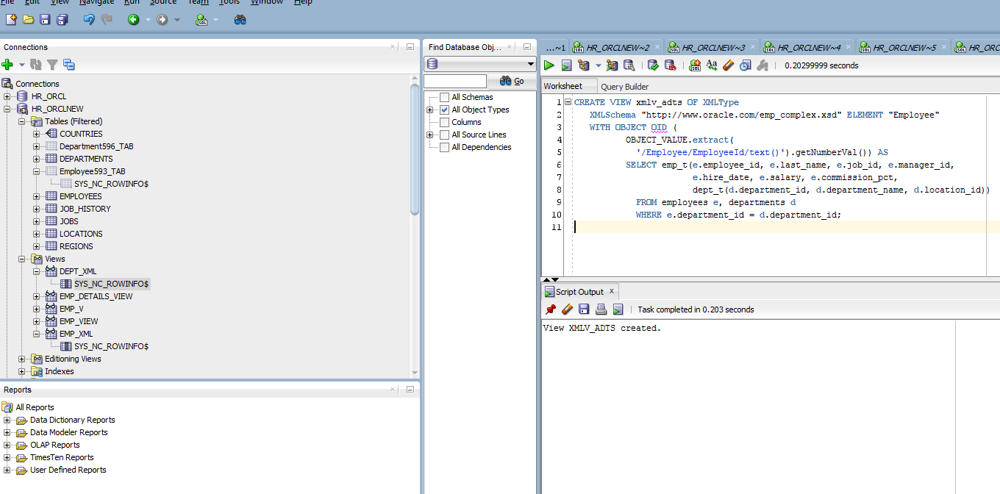 File Edit View Navigate Run Source Team Tools Window Help
Connections
Connections
HR_ORCL
HR_ORCLNEW
Tables (Filtered)
COUNTRIES
Department596_TAB
DEPARTMENTS
Employee593_TAB
SYS_NC_ROWINFO$
EMPLOYEES
JOB_HISTORY
JOBS
LOCATIONS
REGIONS
Views
DEPT_XML
SYS_NC_ROWINFO$
EMP_DETAILS_VIEW
EMP_V
EMP_VIEW
EMP_XML
SYS_NC_ROWINFO$
Editioning Views
Indexes
Reports
All Reports
Data Dictionary Reports
Data Modeler Reports
OLAP Reports
TimesTen Reports
User Defined Reports
Find Database Obj...
Go
All Schemas
All Object Types
Columns
All Source Lines
All Dependencies
...~1 HR_ORCLNEW~2 HR_ORCLNEW~3 HR_ORCLNEW~4 HR_ORCLNEW~5 HR_ORC
0.20299999 seconds
Worksheet Query Builder
1 CREATE VIEW xmlv_adts OF XMLType
2 XMLSchema "http://www.oracle.com/emp_complex.xsd" ELEMENT "Employee"
3 WITH OBJECT OID (
4 OBJECT_VALUE.extract(
5 '/Employee/EmployeeId/text()').getNumberVal()) AS
6 SELECT emp_t(e.employee_id, e.last_name, e.job_id, e.manager_id,
7 e.hire_date, e.salary, e.commission_pct,
8 dept_t(d.department_id, d.department_name, d.location_id))
9 FROM employees e, departments d
10 WHERE e.department_id = d.department_id;
11
Script Output x
Task completed in 0.203 seconds
View XMLV_ADTS created.